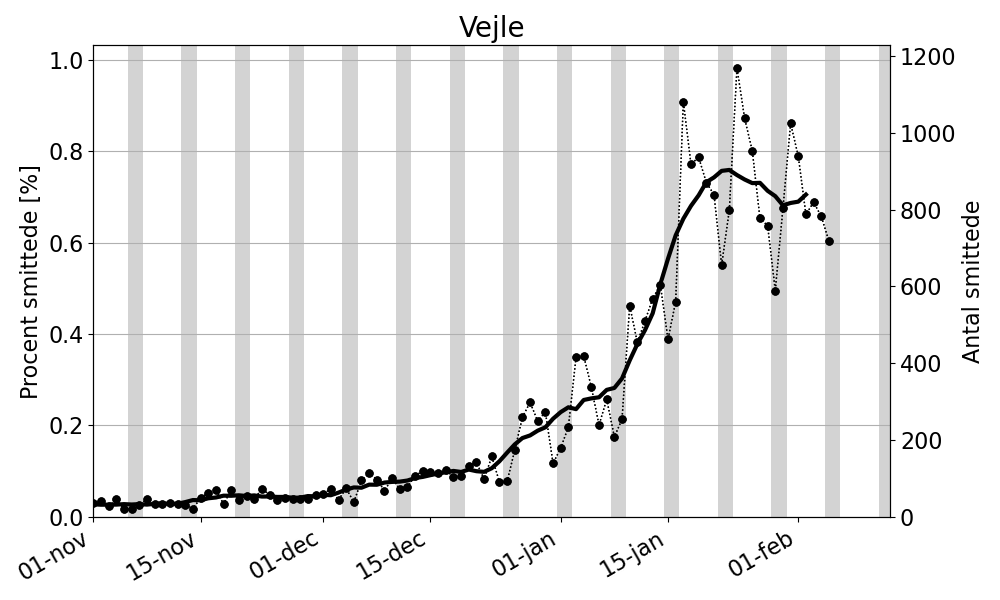 Vejle
Procent smittede [%]
1.0
0.8
0.6
0.4
0.2
0.0
1200
1000
800
600
400
200
0
Antal smittede
01-nov
15-nov
01-dec
15-dec
01-jan
15-jan
01-feb